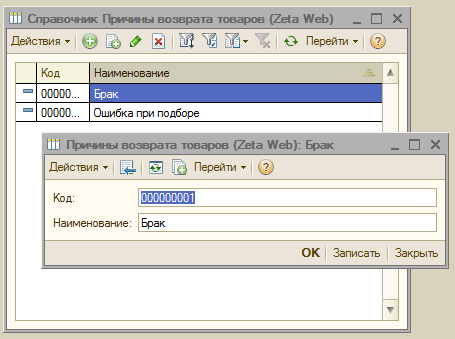 Справочник Причины возврата товаров (Zeta Web)
Действия Перейти
Код Наименование
00000... Брак
00000... Ошибка при подборе
Причины возврата товаров (Zeta Web): Брак
Действия Перейти
Код: 000000001
Наименование: Брак
OK Записать Закрыть